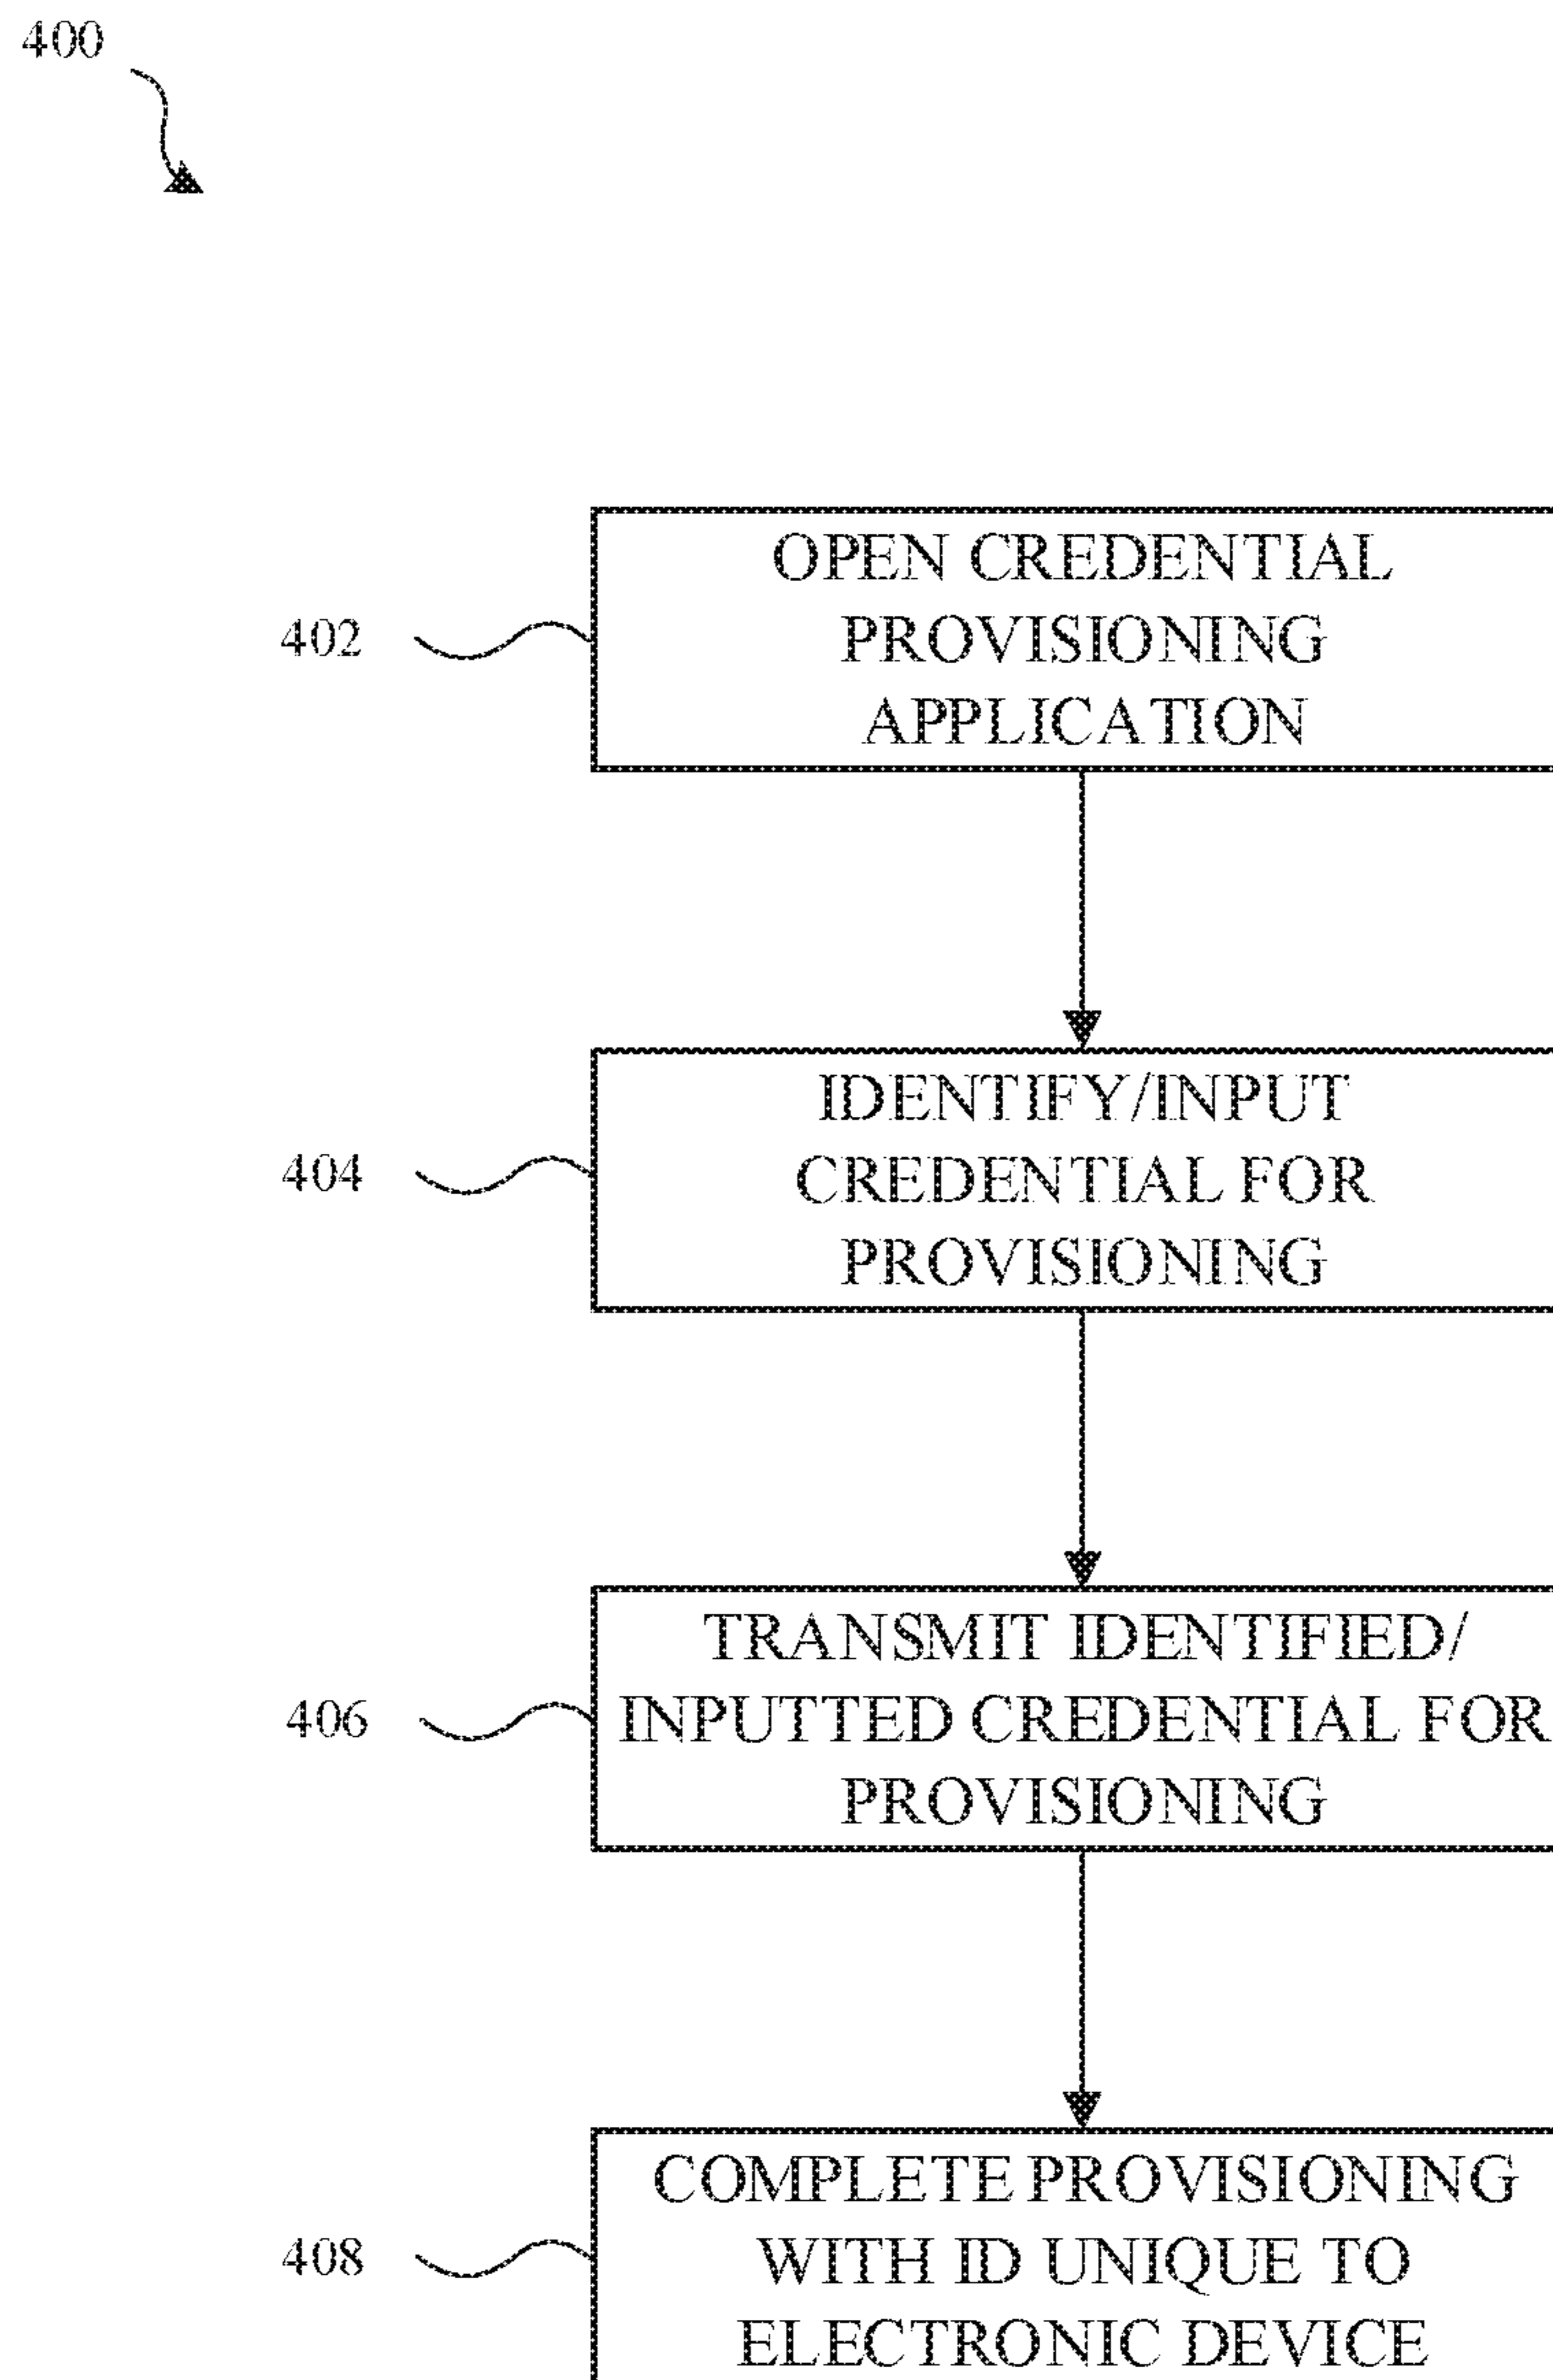 400
OPEN CREDENTIAL
PROVISIONING
APPLICATION
402
IDENTIFY/INPUT
CREDENTIAL FOR
PROVISIONING
404
TRANSMIT IDENTIFIED/
INPUTTED CREDENTIAL FOR
PROVISIONING
406
COMPLETE PROVISIONING
WITH ID UNIQUE TO
ELECTRONIC DEVICE
408